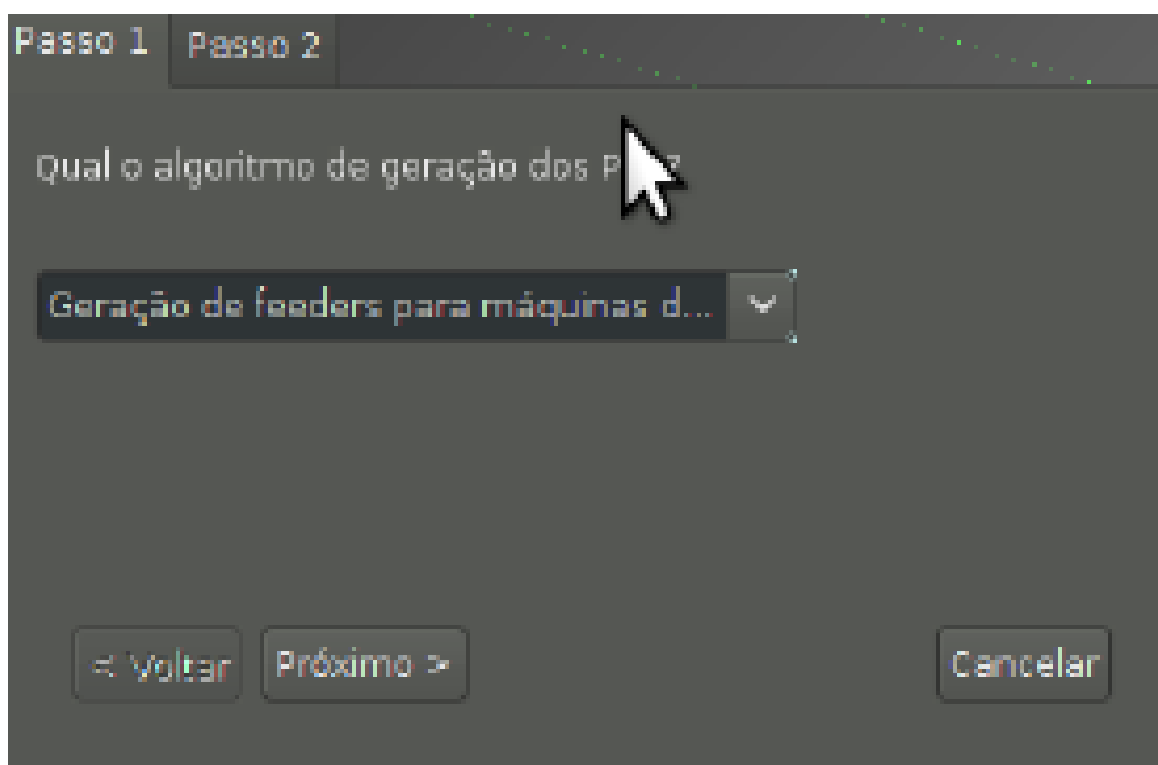 Passo 1 Passo 2
Qual o algoritmo de geração dos
Geração de feeders para máquinas d...
< Voltar Próximo > Cancelar